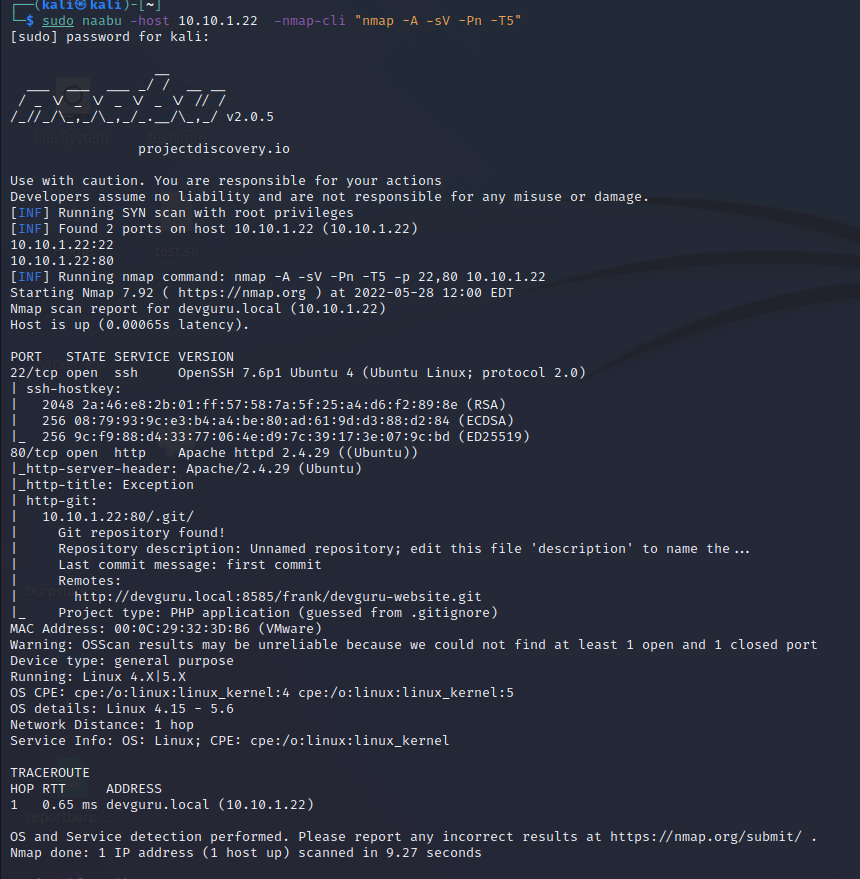 ┌──(kali㉿kali)-[~]
└─$ sudo naabu -host 10.10.1.22  -nmap-cli "nmap -A -sV -Pn -T5"
[sudo] password for kali:
naabu v2.0.5
projectdiscovery.io
Use with caution. You are responsible for your actions
Developers assume no liability and are not responsible for any misuse or damage.
[INF] Running SYN scan with root privileges
[INF] Found 2 ports on host 10.10.1.22 (10.10.1.22)
10.10.1.22:22
10.10.1.22:80
[INF] Running nmap command: nmap -A -sV -Pn -T5 -p 22,80 10.10.1.22
Starting Nmap 7.92 ( https://nmap.org ) at 2022-05-28 12:00 EDT
Nmap scan report for devguru.local (10.10.1.22)
Host is up (0.00065s latency).
PORT   STATE SERVICE VERSION
22/tcp open  ssh     OpenSSH 7.6p1 Ubuntu 4 (Ubuntu Linux; protocol 2.0)
| ssh-hostkey:
|   2048 2a:46:e8:2b:01:ff:57:58:7a:5f:25:a4:d6:f2:89:8e (RSA)
|   256 08:79:93:9c:e3:b4:a4:be:80:ad:61:9d:d3:88:d2:84 (ECDSA)
|_  256 9c:f9:88:d4:33:77:06:4e:d9:7c:39:17:3e:07:9c:bd (ED25519)
80/tcp open  http    Apache httpd 2.4.29 ((Ubuntu))
|_http-server-header: Apache/2.4.29 (Ubuntu)
|_http-title: Exception
| http-git:
|   10.10.1.22:80/.git/
|     Git repository found!
|     Repository description: Unnamed repository; edit this file 'description' to name the...
|     Last commit message: first commit
|     Remotes:
|       http://devguru.local:8585/frank/devguru-website.git
|_    Project type: PHP application (guessed from .gitignore)
MAC Address: 00:0C:29:32:3D:B6 (VMware)
Warning: OSScan results may be unreliable because we could not find at least 1 open and 1 closed port
Device type: general purpose
Running: Linux 4.X|5.X
OS CPE: cpe:/o:linux:linux_kernel:4 cpe:/o:linux:linux_kernel:5
OS details: Linux 4.15 - 5.6
Network Distance: 1 hop
Service Info: OS: Linux; CPE: cpe:/o:linux:linux_kernel
TRACEROUTE
HOP RTT     ADDRESS
1   0.65 ms devguru.local (10.10.1.22)
OS and Service detection performed. Please report any incorrect results at https://nmap.org/submit/ .
Nmap done: 1 IP address (1 host up) scanned in 9.27 seconds